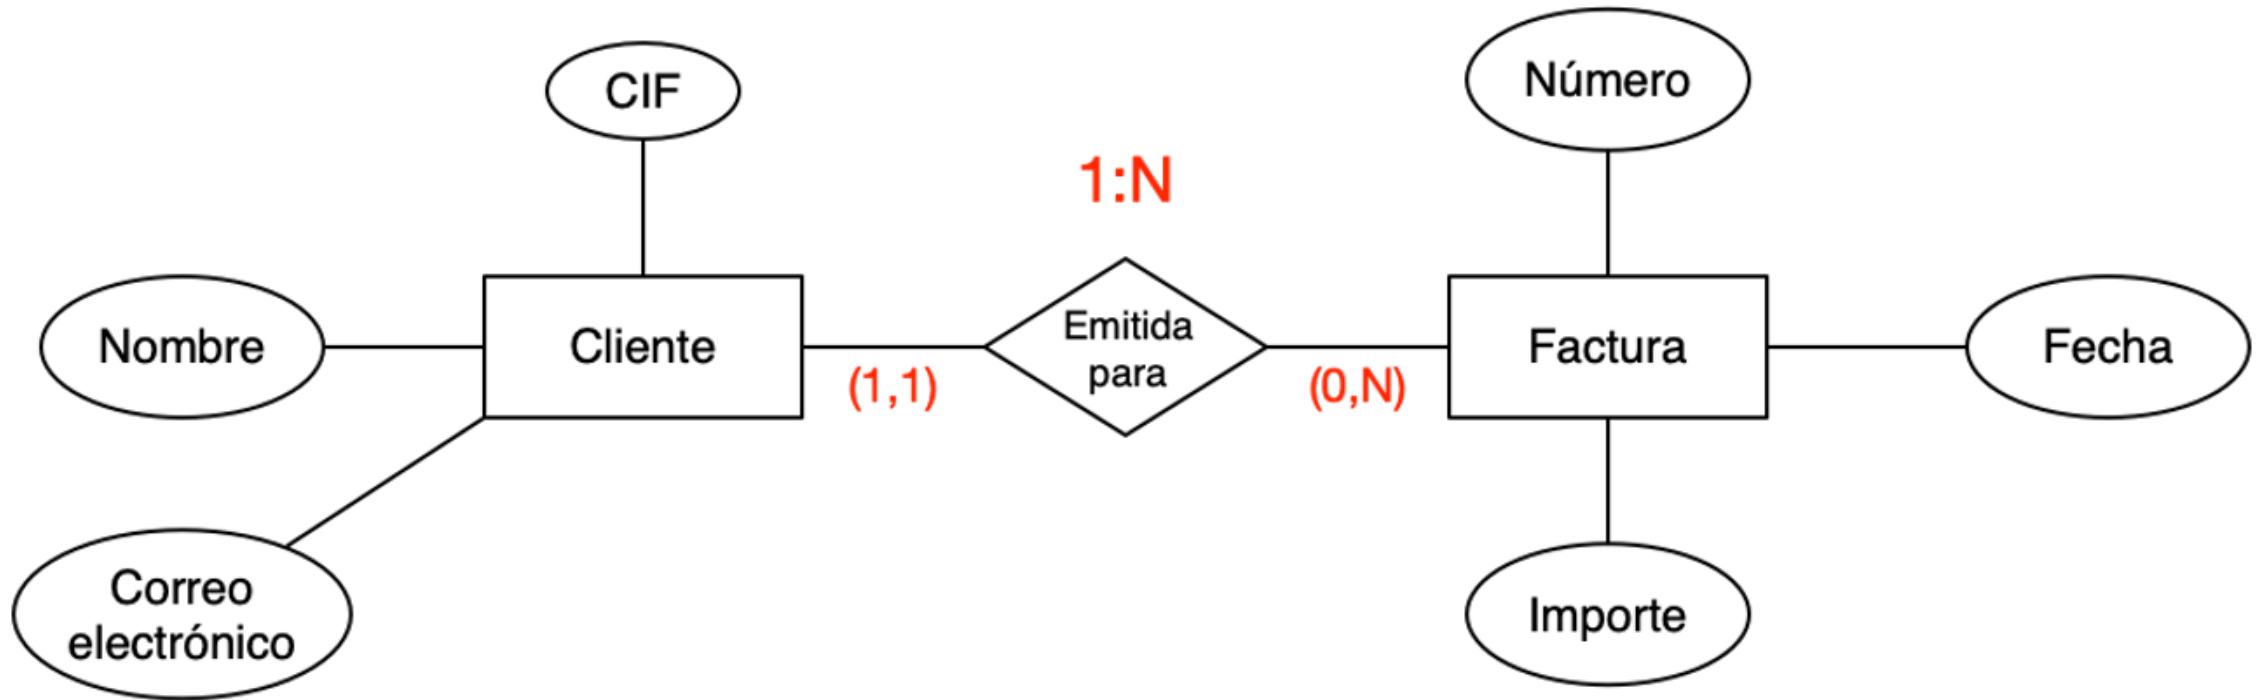 CIF
Número
1:N
Nombre
Cliente
(1,1)
Emitida
para
(0,N)
Factura
Fecha
Correo
electrónico
Importe